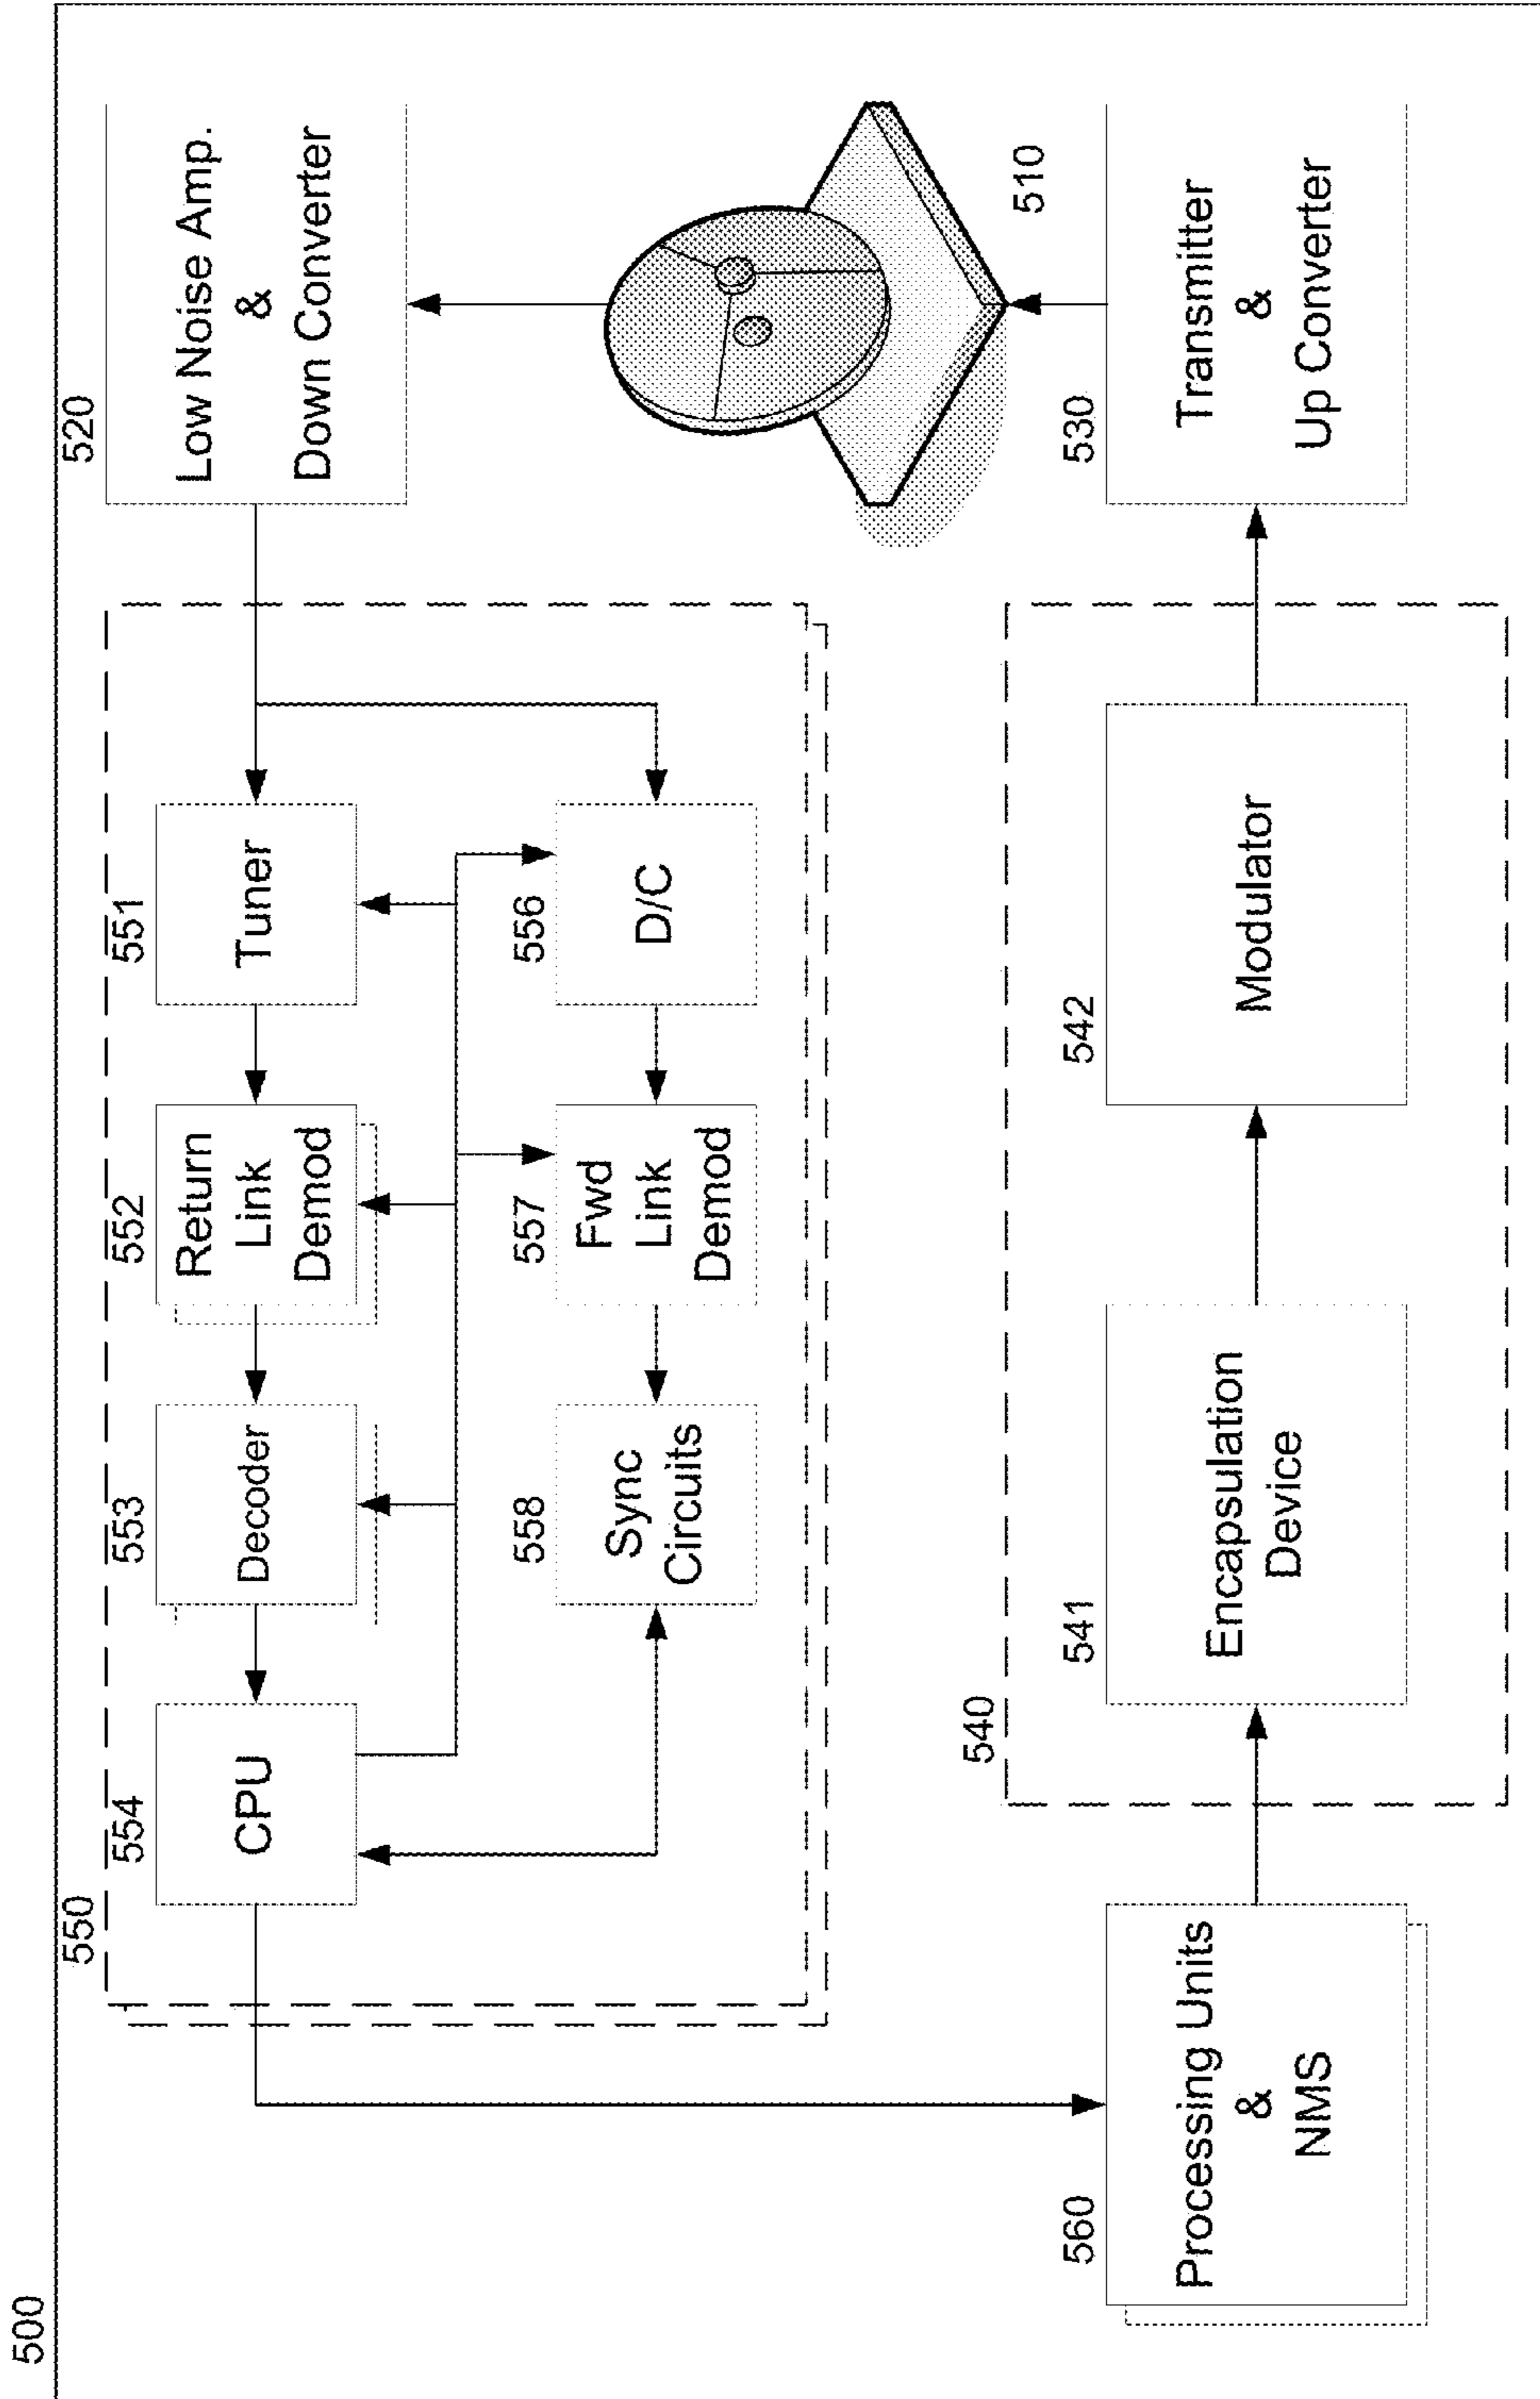 500
550
554
CPU
553
Decoder
552
Return
Link
Demod
551
Tuner
520
Low Noise Amp.
&
Down Converter
558
Sync
Circuits
557
Fwd
Link
Demod
556
D/C
510
560
Processing Units
&
NMS
540
541
Encapsulation
Device
542
Modulator
530
Transmitter
&
Up Converter